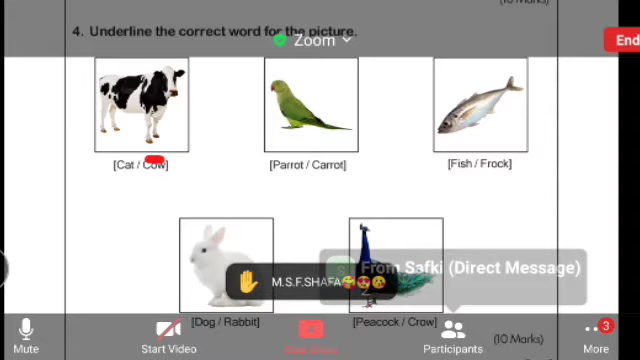 (10 Marks)
4. Underline the correct word for the picture.
Zoom
End
[Cat / Cow]
[Parrot / Carrot]
[Fish / Frock]
From Safki (Direct Message)
S
✋ M.S.F.SHAFA🥰😍😘
[Dog / Rabbit]
[Peacock / Crow]
(10 Marks)
3
Mute
Start Video
Participants
More